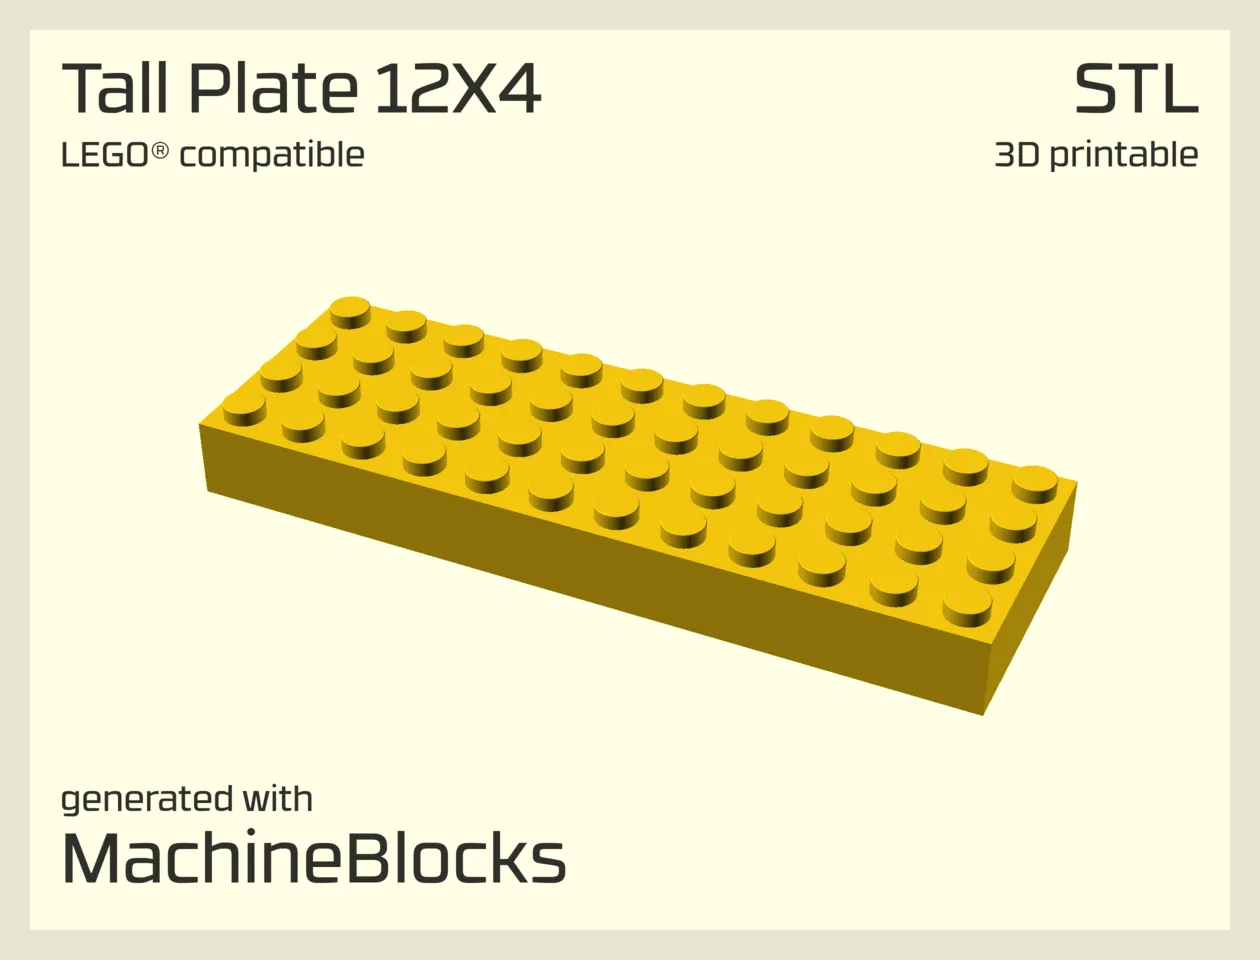 Tall Plate 12X4
LEGO® compatible
STL
3D printable
generated with
MachineBlocks